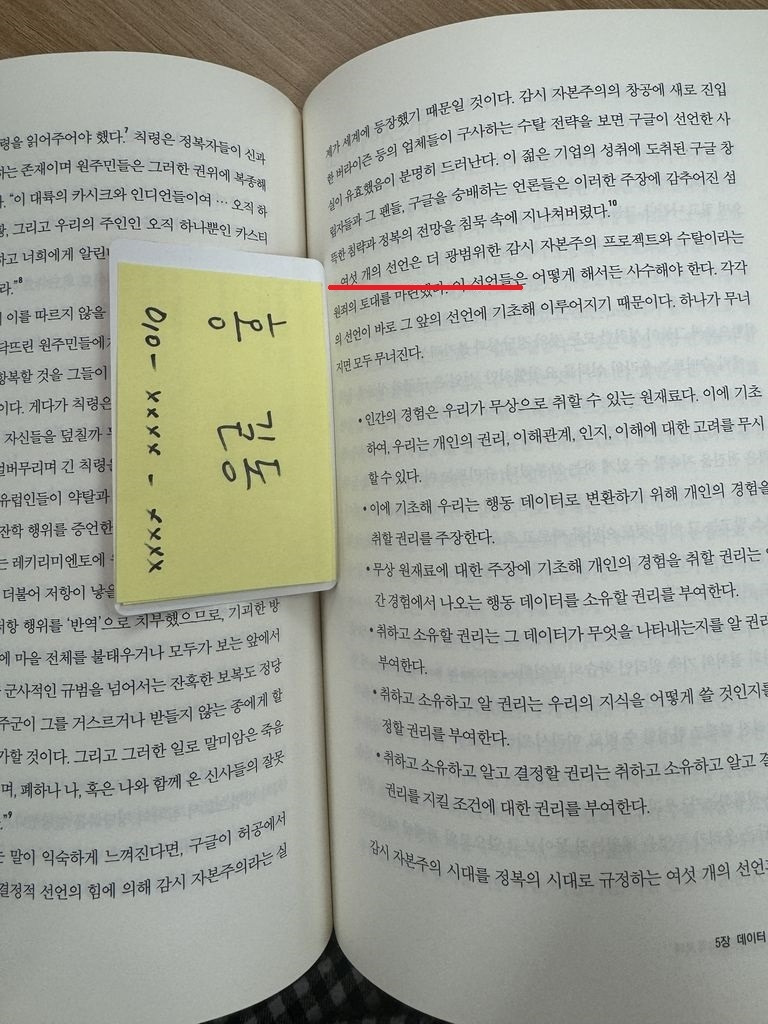 령을 읽어주어야 했다.⁷ 칙령은 정복자들이 신과
하는 존재이며 원주민들은 그러한 권위에 복종해
"이 대륙의 카시크와 인디언들이여 … 오직 하
황, 그리고 우리의 주인인 오직 하나뿐인 카스티
하고 너희에게 알린
라."⁸
이를 따르지 않을
닥뜨린 원주민들에
항복할 것을 그들이
이다. 게다가 칙령은
자신들을 덮칠까
얼버무리며 긴 칙령을
유럽인들이 약탈과
잔학 행위를 증언한
는 레키리미엔토에
더불어 저항이 낳을
저항 행위를 '반역'으로 치부했으므로, 기괴한 방
에 마을 전체를 불태우거나 모두가 보는 앞에서
군사적인 규범을 넘어서는 잔혹한 보복도 정당
주군이 그를 거스르거나 받들지 않는 종에게 할
가할 것이다. 그리고 그러한 일로 말미암은 죽음
며, 폐하나 나, 혹은 나와 함께 온 신사들의 잘못
."⁹
는 말이 익숙하게 느껴진다면, 구글이 허공에서
결정적 선언의 힘에 의해 감시 자본주의라는 실
홍 길동
010 - xxxx - xxxx
체가 세계에 등장했기 때문일 것이다. 감시 자본주의의 창공에 새로 진입
한 버라이즌 등의 업체들이 구사하는 수탈 전략을 보면 구글이 선언한 사
실이 유효했음이 분명히 드러난다. 이 젊은 기업의 성취에 도취된 구글 창
립자들과 그 팬들, 구글을 숭배하는 언론들은 이러한 주장에 감추어진 섬
뜩한 침략과 정복의 전망을 침묵 속에 지나쳐버렸다.¹⁰
여섯 개의 선언은 더 광범위한 감시 자본주의 프로젝트와 수탈이라는
원죄의 토대를 마련했다. 이 선언들은 어떻게 해서든 사수해야 한다. 각각
의 선언이 바로 그 앞의 선언에 기초해 이루어지기 때문이다. 하나가 무너
지면 모두 무너진다.
• 인간의 경험은 우리가 무상으로 취할 수 있는 원재료다. 이에 기초
하여, 우리는 개인의 권리, 이해관계, 인지, 이해에 대한 고려를 무시
할 수 있다.
• 이에 기초해 우리는 행동 데이터로 변환하기 위해 개인의 경험을
취할 권리를 주장한다.
• 무상 원재료에 대한 주장에 기초해 개인의 경험을 취할 권리는
간 경험에서 나오는 행동 데이터를 소유할 권리를 부여한다.
• 취하고 소유할 권리는 그 데이터가 무엇을 나타내는지를 알 권리
부여한다.
• 취하고 소유하고 알 권리는 우리의 지식을 어떻게 쓸 것인지를
정할 권리를 부여한다.
• 취하고 소유하고 알고 결정할 권리는 취하고 소유하고 알고 결
권리를 지킬 조건에 대한 권리를 부여한다.
감시 자본주의 시대를 정복의 시대로 규정하는 여섯 개의 선언
5장 데이터